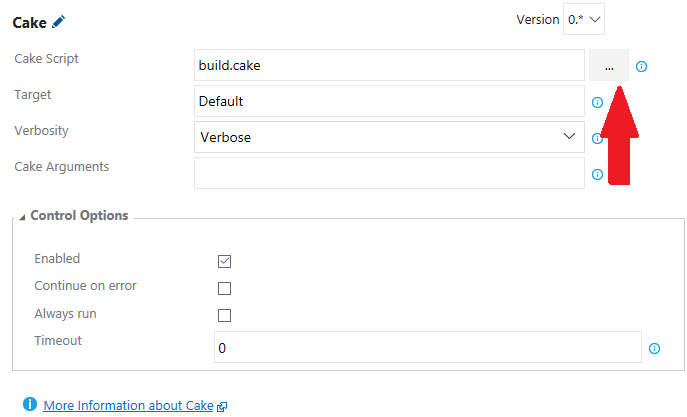 Cake Version 0.*
Cake Script build.cake ...
Target Default
Verbosity Verbose
Cake Arguments
Control Options
Enabled
Continue on error
Always run
Timeout 0
More Information about Cake